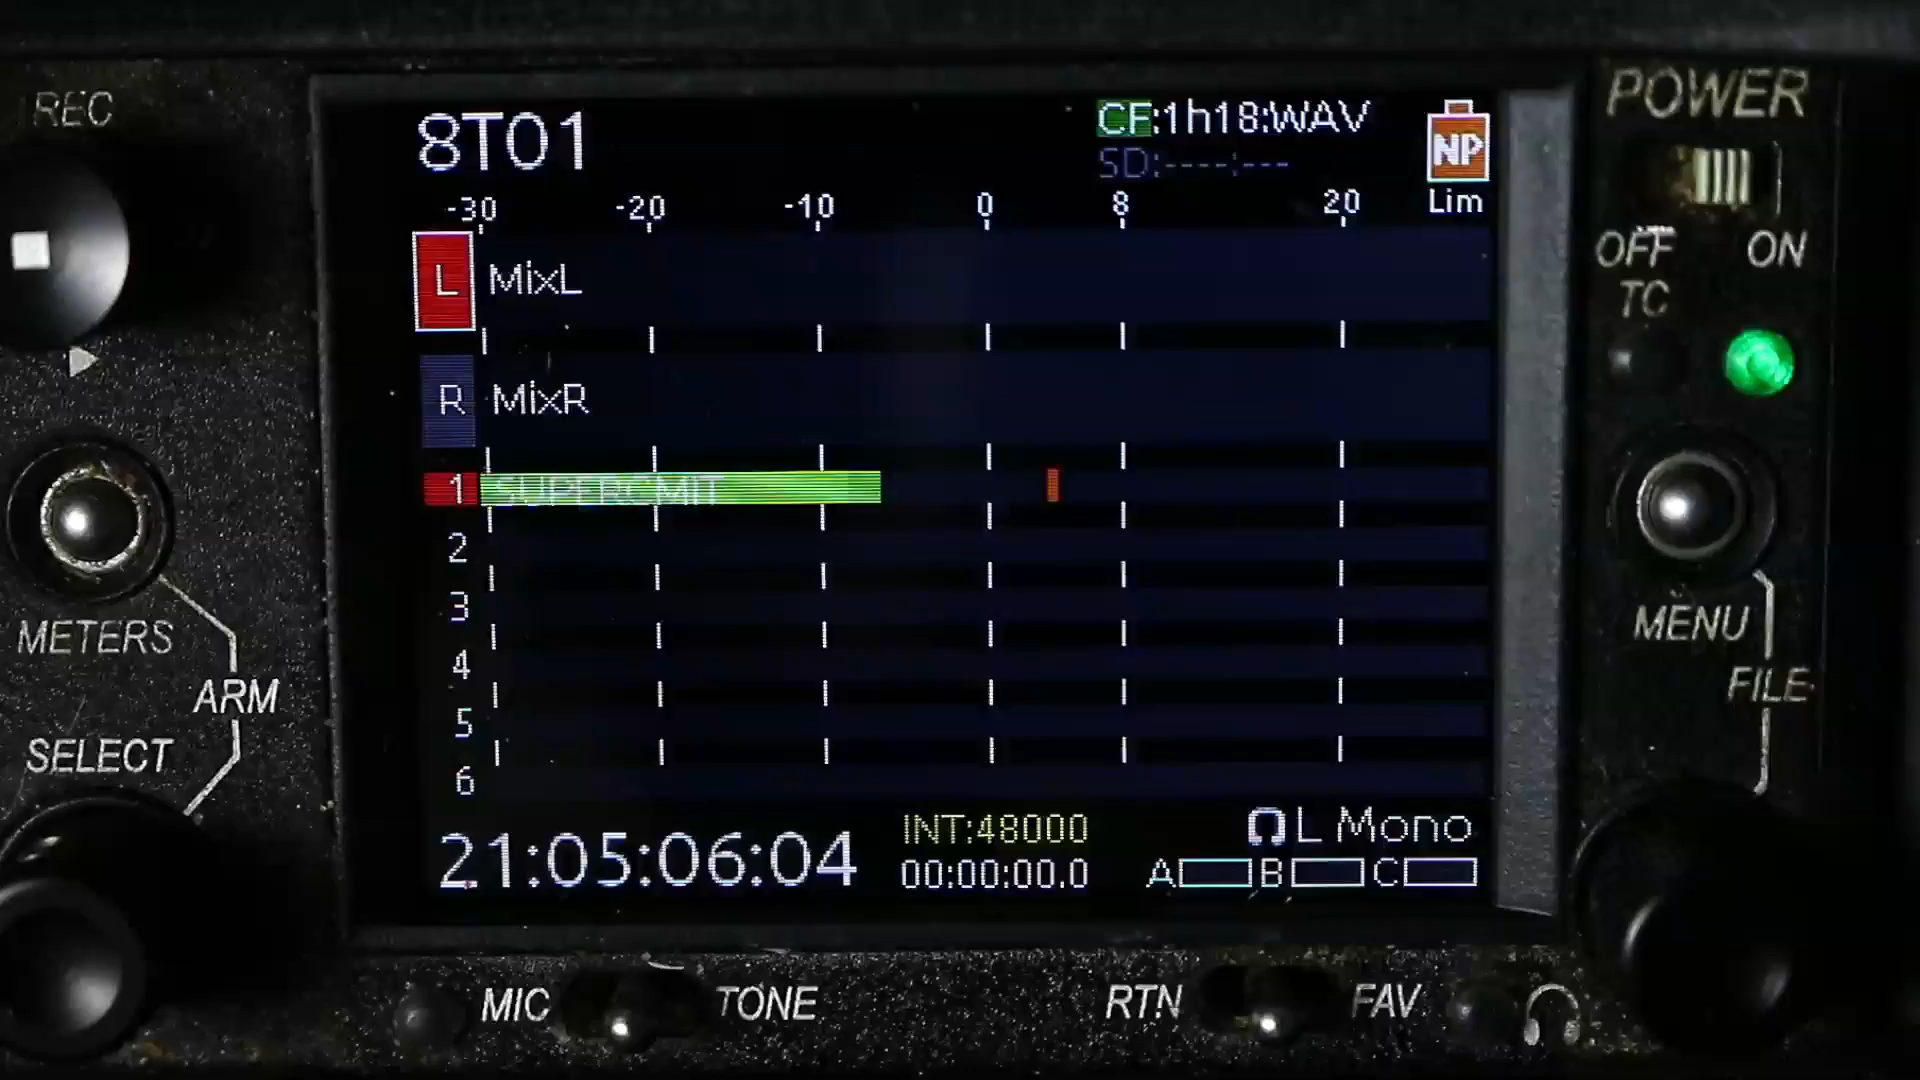 REC
POWER
OFF ON
TC
8T01
CF:1h18:WAV
SD:----:---
NP
-30 -20 -10 0 8 20 Lim
L MixL
R MixR
1 SUPERCMIT
2
3
4
5
6
METERS
ARM
SELECT
MENU
FILE
21:05:06:04
INT:48000
00:00:00.0
L Mono
A B C
MIC TONE RTN FAV